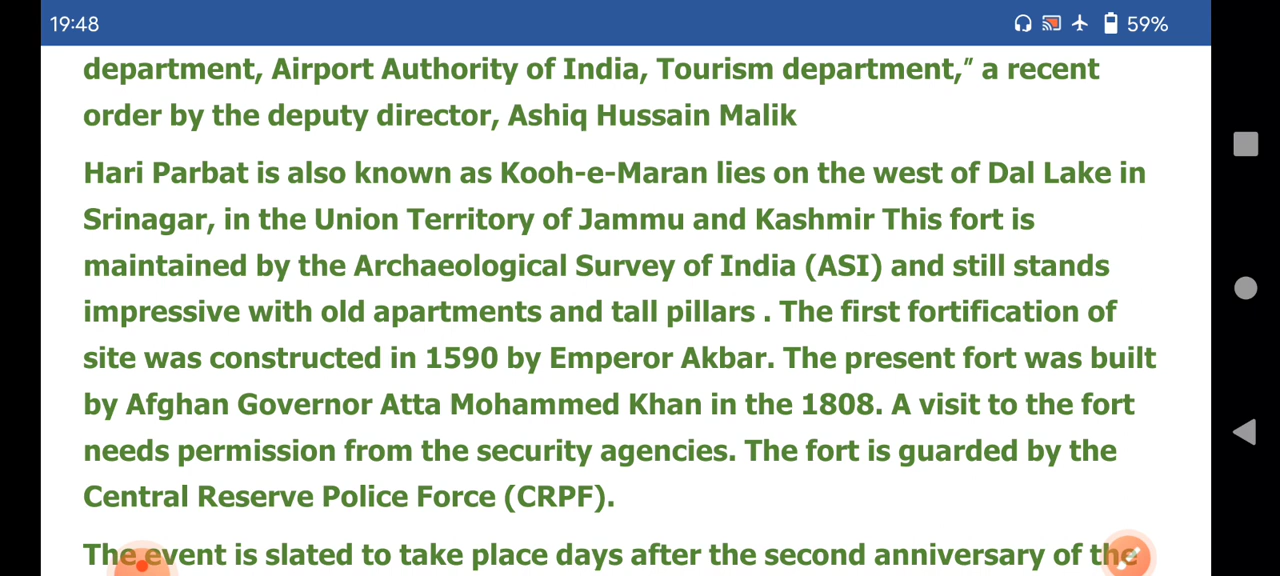 19:48
59%
department, Airport Authority of India, Tourism department,” a recent
order by the deputy director, Ashiq Hussain Malik
Hari Parbat is also known as Kooh-e-Maran lies on the west of Dal Lake in
Srinagar, in the Union Territory of Jammu and Kashmir This fort is
maintained by the Archaeological Survey of India (ASI) and still stands
impressive with old apartments and tall pillars . The first fortification of
site was constructed in 1590 by Emperor Akbar. The present fort was built
by Afghan Governor Atta Mohammed Khan in the 1808. A visit to the fort
needs permission from the security agencies. The fort is guarded by the
Central Reserve Police Force (CRPF).
The event is slated to take place days after the second anniversary of the